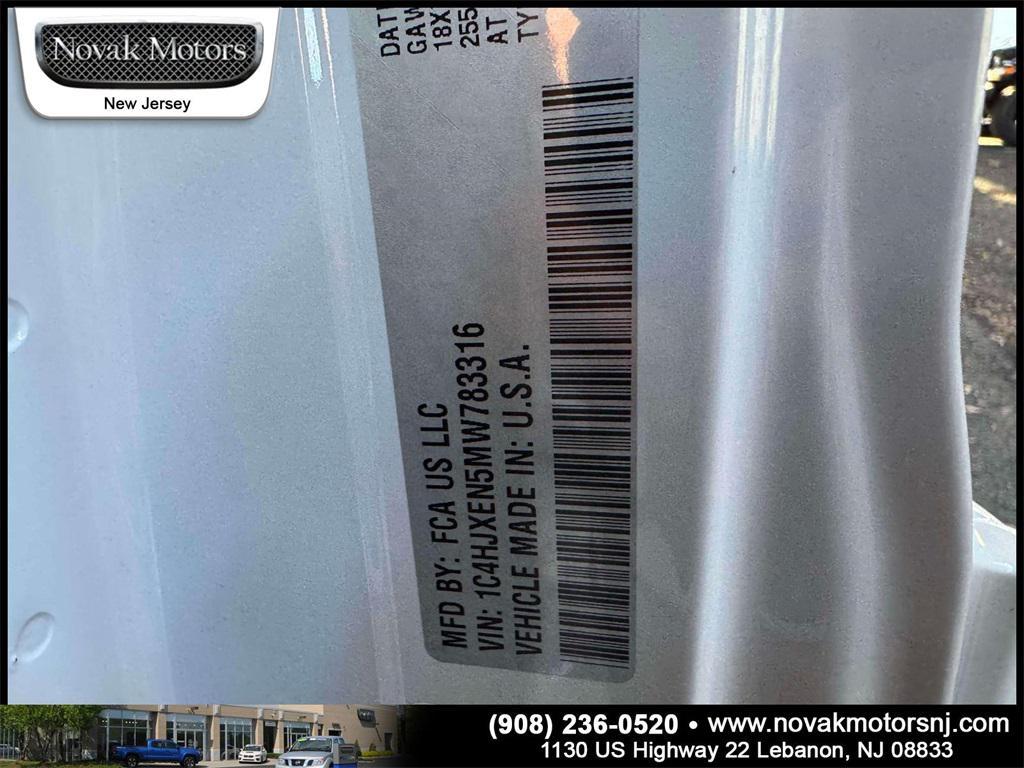 Novak Motors
New Jersey
DAT
GAW
18X
255
AT
TY
MFD BY: FCA US LLC
VIN: 1C4HJXEN5MW783316
VEHICLE MADE IN: U.S.A.
(908) 236-0520 • www.novakmotorsnj.com
1130 US Highway 22 Lebanon, NJ 08833